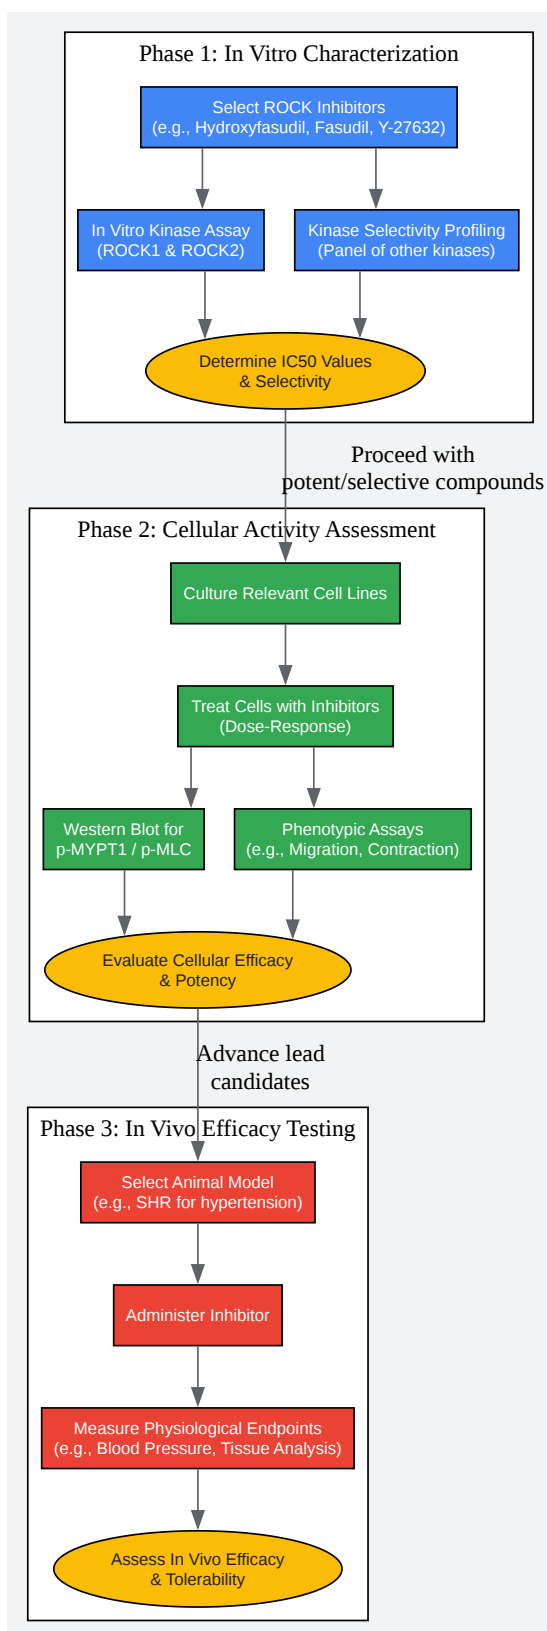 Phase 1: In Vitro Characterization
Select ROCK Inhibitors
(e.g., Hydroxyfasudil, Fasudil, Y-27632)
In Vitro Kinase Assay
(ROCK1 & ROCK2)
Kinase Selectivity Profiling
(Panel of other kinases)
Determine IC50 Values
& Selectivity
Proceed with
potent/selective compounds
Phase 2: Cellular Activity Assessment
Culture Relevant Cell Lines
Treat Cells with Inhibitors
(Dose-Response)
Western Blot for
p-MYPT1 / p-MLC
Phenotypic Assays
(e.g., Migration, Contraction)
Evaluate Cellular Efficacy
& Potency
Advance lead
candidates
Phase 3: In Vivo Efficacy Testing
Select Animal Model
(e.g., SHR for hypertension)
Administer Inhibitor
Measure Physiological Endpoints
(e.g., Blood Pressure, Tissue Analysis)
Assess In Vivo Efficacy
& Tolerability